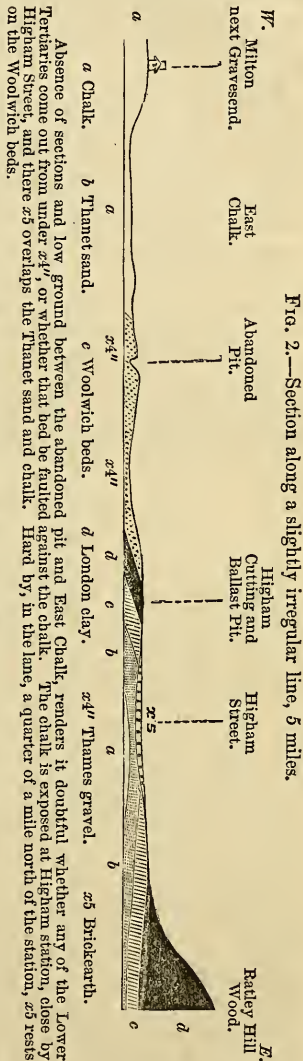 FIG. 2.—Section along a slightly irregular line, 5 miles.
W.
Milton
next Gravesend.
East
Chalk.
Abandoned
Pit.
Higham
Cutting and
Ballast Pit.
Higham
Street.
Ratley Hill
Wood.
E.
x5
a a x4" x4" d c b a b c d
a Chalk. b Thanet sand. c Woolwich beds. d London clay. x4" Thames gravel. x5 Brickearth.
Absence of sections and low ground between the abandoned pit and East Chalk, renders it doubtful whether any of the Lower
Tertiaries come out from under x4", or whether that bed be faulted against the chalk. The chalk is exposed at Higham station, close by
Higham Street, and there x5 overlaps the Thanet sand and chalk. Hard by, in the lane, a quarter of a mile north of the station, x5 rests
on the Woolwich beds.